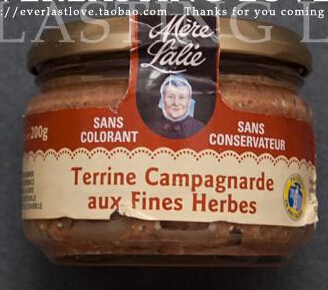 ://everlastlove.taobao.com... Thanks for you coming
Mère
Lalie
200g
SANS
COLORANT
SANS
CONSERVATEUR
Terrine Campagnarde
aux Fines Herbes